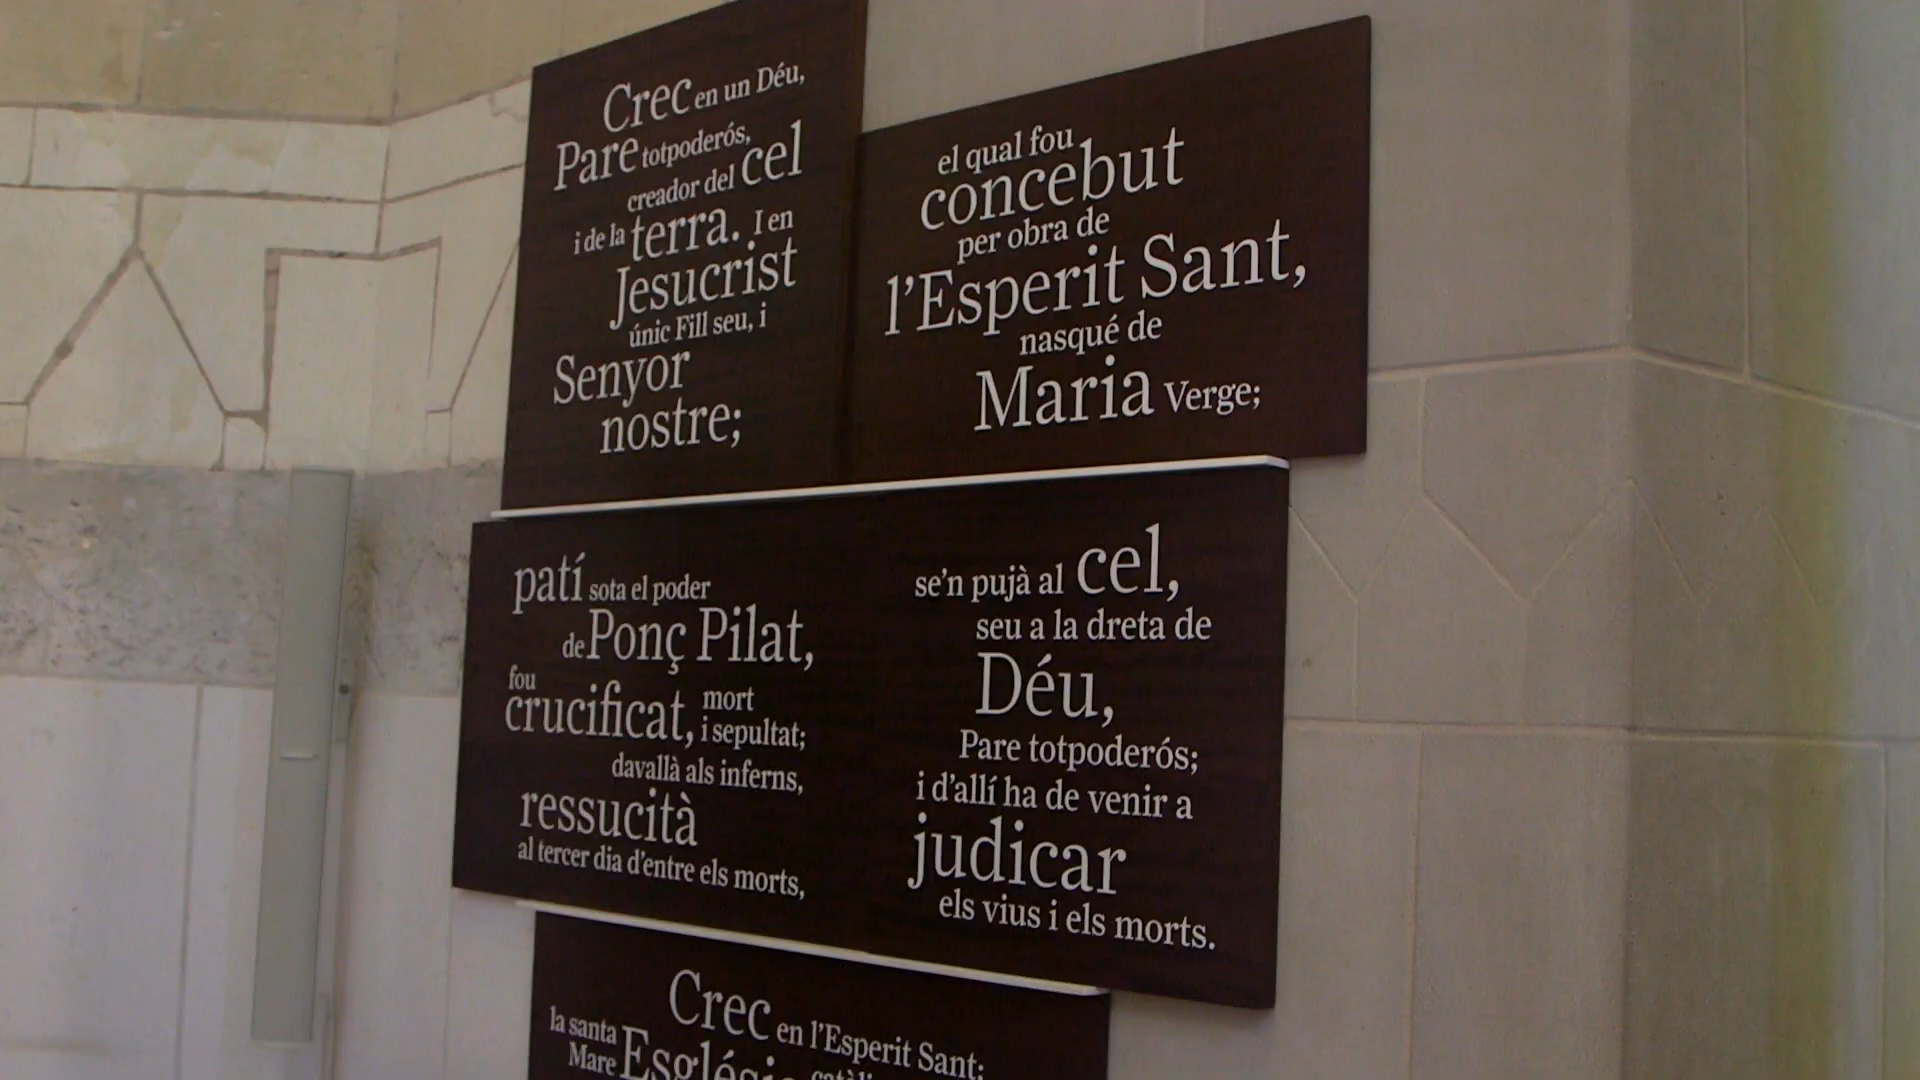 Crec en un Déu,
Pare totpoderós,
creador del cel
i de la terra. I en
Jesucrist
únic Fill seu, i
Senyor
nostre;
el qual fou
concebut
per obra de
l'Esperit Sant,
nasqué de
Maria Verge;
patí sota el poder
de Ponç Pilat,
fou
crucificat, mort
i sepultat;
davallà als inferns,
ressucità
al tercer dia d'entre els morts,
se'n pujà al cel,
seu a la dreta de
Déu,
Pare totpoderós;
i d'allí ha de venir a
judicar
els vius i els morts.
Crec en l'Esperit Sant;
la santa
Mare Església